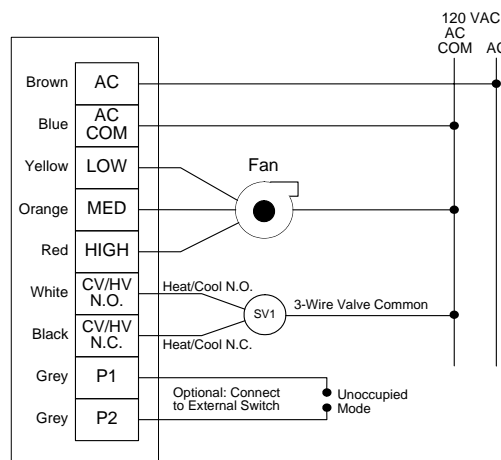 120 VAC
AC
COM
AC
Brown AC
Blue AC
COM
Yellow LOW
Fan
Orange MED
Red HIGH
White CV/HV
N.O.
Heat/Cool N.O.
SV1
3-Wire Valve Common
Black CV/HV
N.C.
Heat/Cool N.C.
Grey P1
Optional: Connect
to External Switch
Unoccupied
Mode
Grey P2